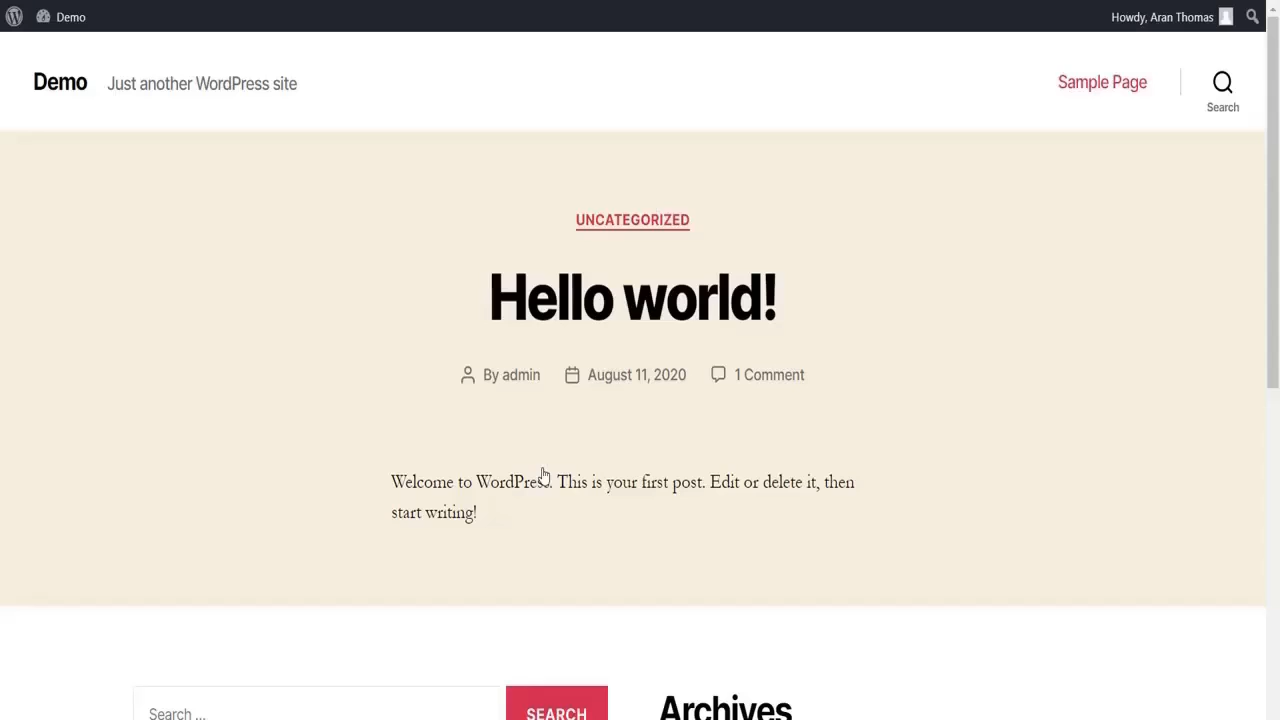 Demo
Howdy, Aran Thomas
Demo
Just another WordPress site
Sample Page
Search
UNCATEGORIZED
Hello world!
By admin
August 11, 2020
1 Comment
Welcome to WordPress. This is your first post. Edit or delete it, then
start writing!
Search ...
SEARCH
Archives